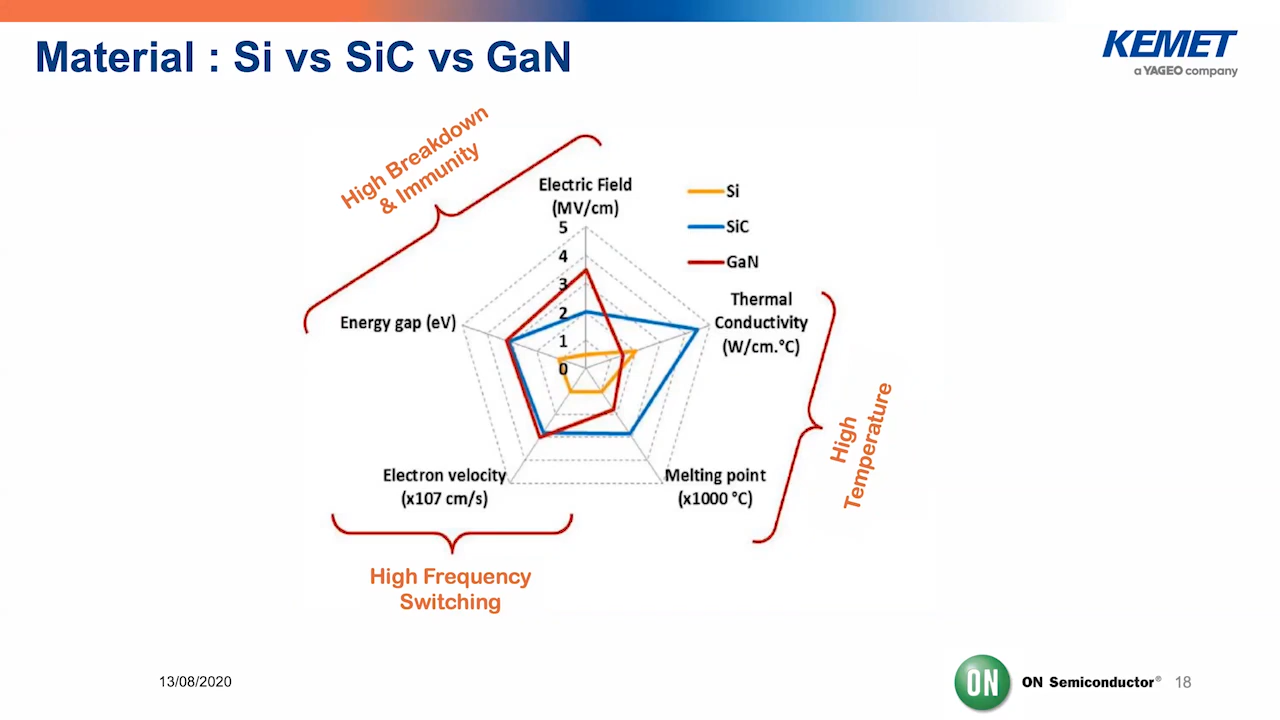 Material : Si vs SiC vs GaN
KEMET
a YAGEO company
High Breakdown
& Immunity
Electric Field
(MV/cm)
Si
SiC
GaN
5
4
3
2
1
0
Thermal
Conductivity
(W/cm.°C)
Energy gap (eV)
High
Temperature
Electron velocity
(x107 cm/s)
Melting point
(x1000 °C)
High Frequency
Switching
13/08/2020
ON
ON Semiconductor®
18